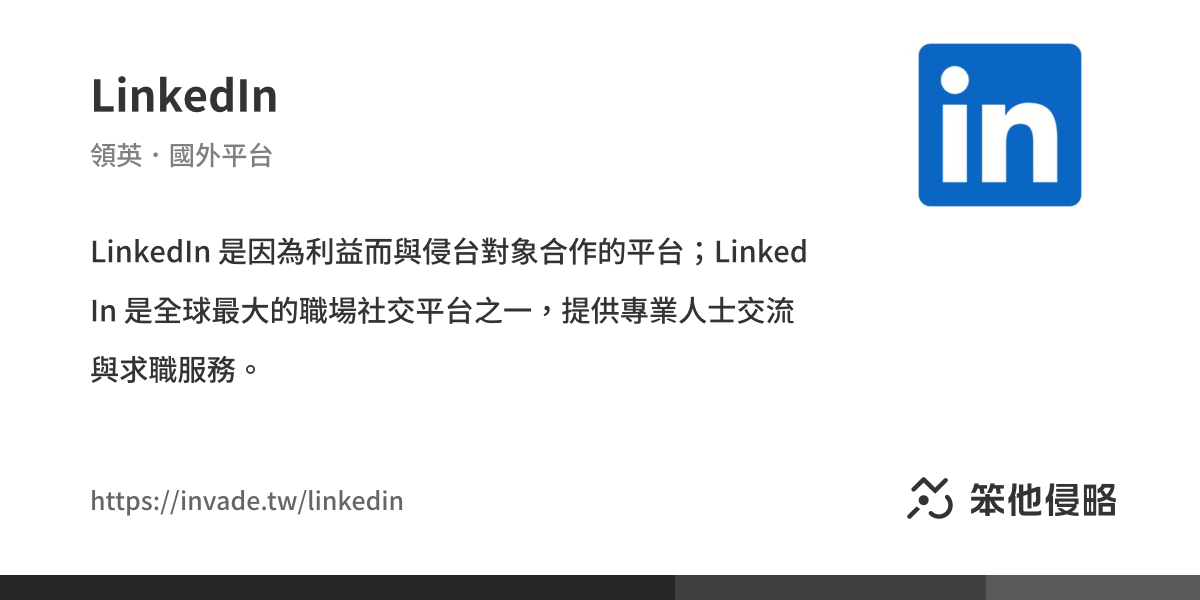 LinkedIn
領英・國外平台
in
LinkedIn 是因為利益而與侵台對象合作的平台；Linked
In 是全球最大的職場社交平台之一，提供專業人士交流
與求職服務。
https://invade.tw/linkedin
笨他侵略